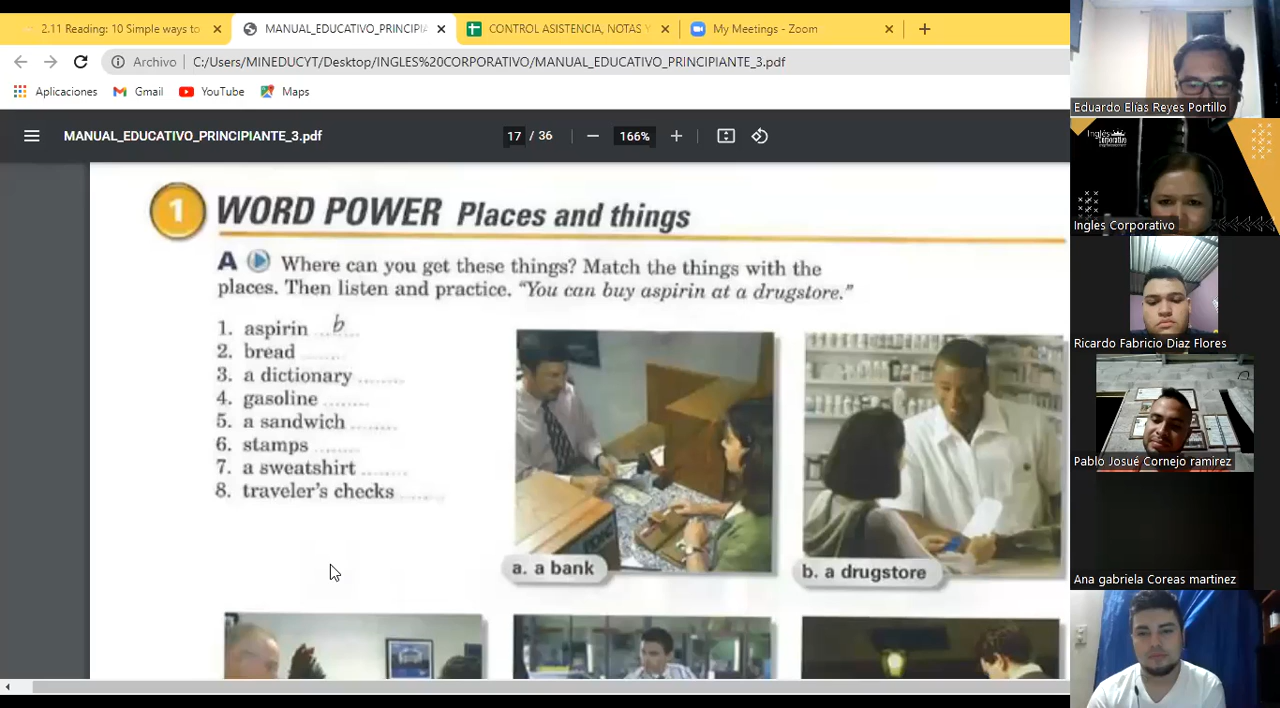 2.11 Reading: 10 Simple ways to
MANUAL_EDUCATIVO_PRINCIPIA
CONTROL ASISTENCIA, NOTAS Y
My Meetings - Zoom
Archivo
C:/Users/MINEDUCYT/Desktop/INGLES%20CORPORATIVO/MANUAL_EDUCATIVO_PRINCIPIANTE_3.pdf
Aplicaciones
Gmail
YouTube
Maps
MANUAL_EDUCATIVO_PRINCIPIANTE_3.pdf
17 / 36
166%
1 WORD POWER Places and things
A Where can you get these things? Match the things with the
places. Then listen and practice. "You can buy aspirin at a drugstore."
1. aspirin b
2. bread
3. a dictionary
4. gasoline
5. a sandwich
6. stamps
7. a sweatshirt
8. traveler's checks
a. a bank
b. a drugstore
Eduardo Elías Reyes Portillo
Inglés
Corporativo
Ingles Corporativo
Ricardo Fabricio Diaz Flores
Pablo Josué Cornejo ramirez
Ana gabriela Coreas martinez